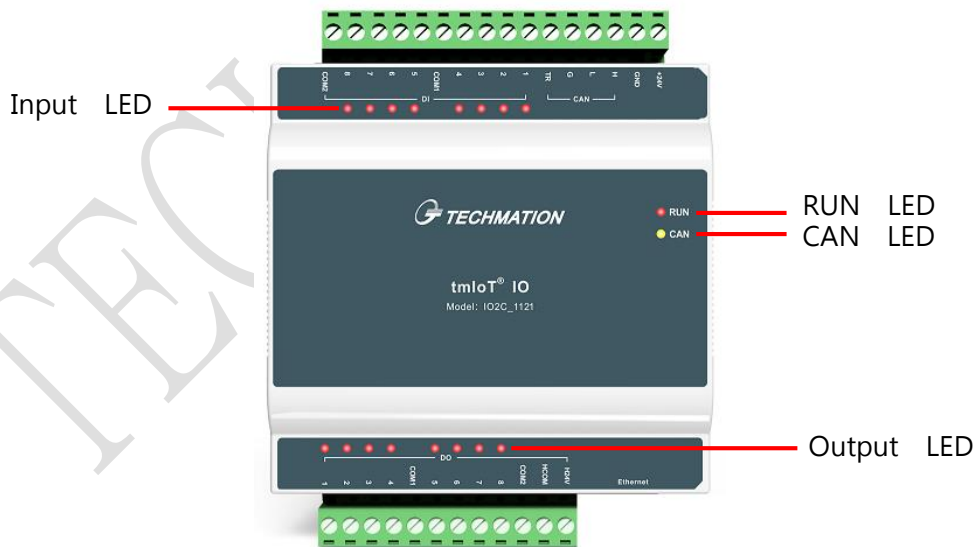 COM2 8 7 6 5 COM1 4 3 2 1 TR G L H GND +24V
DI CAN
Input LED
TECHMATION
RUN
CAN
RUN LED
CAN LED
tmIoT® IO
Model: IO2C_1121
Output LED
DO
1 2 3 4 COM1 5 6 7 8 COM2 HCOM H24V Ethernet
TEC